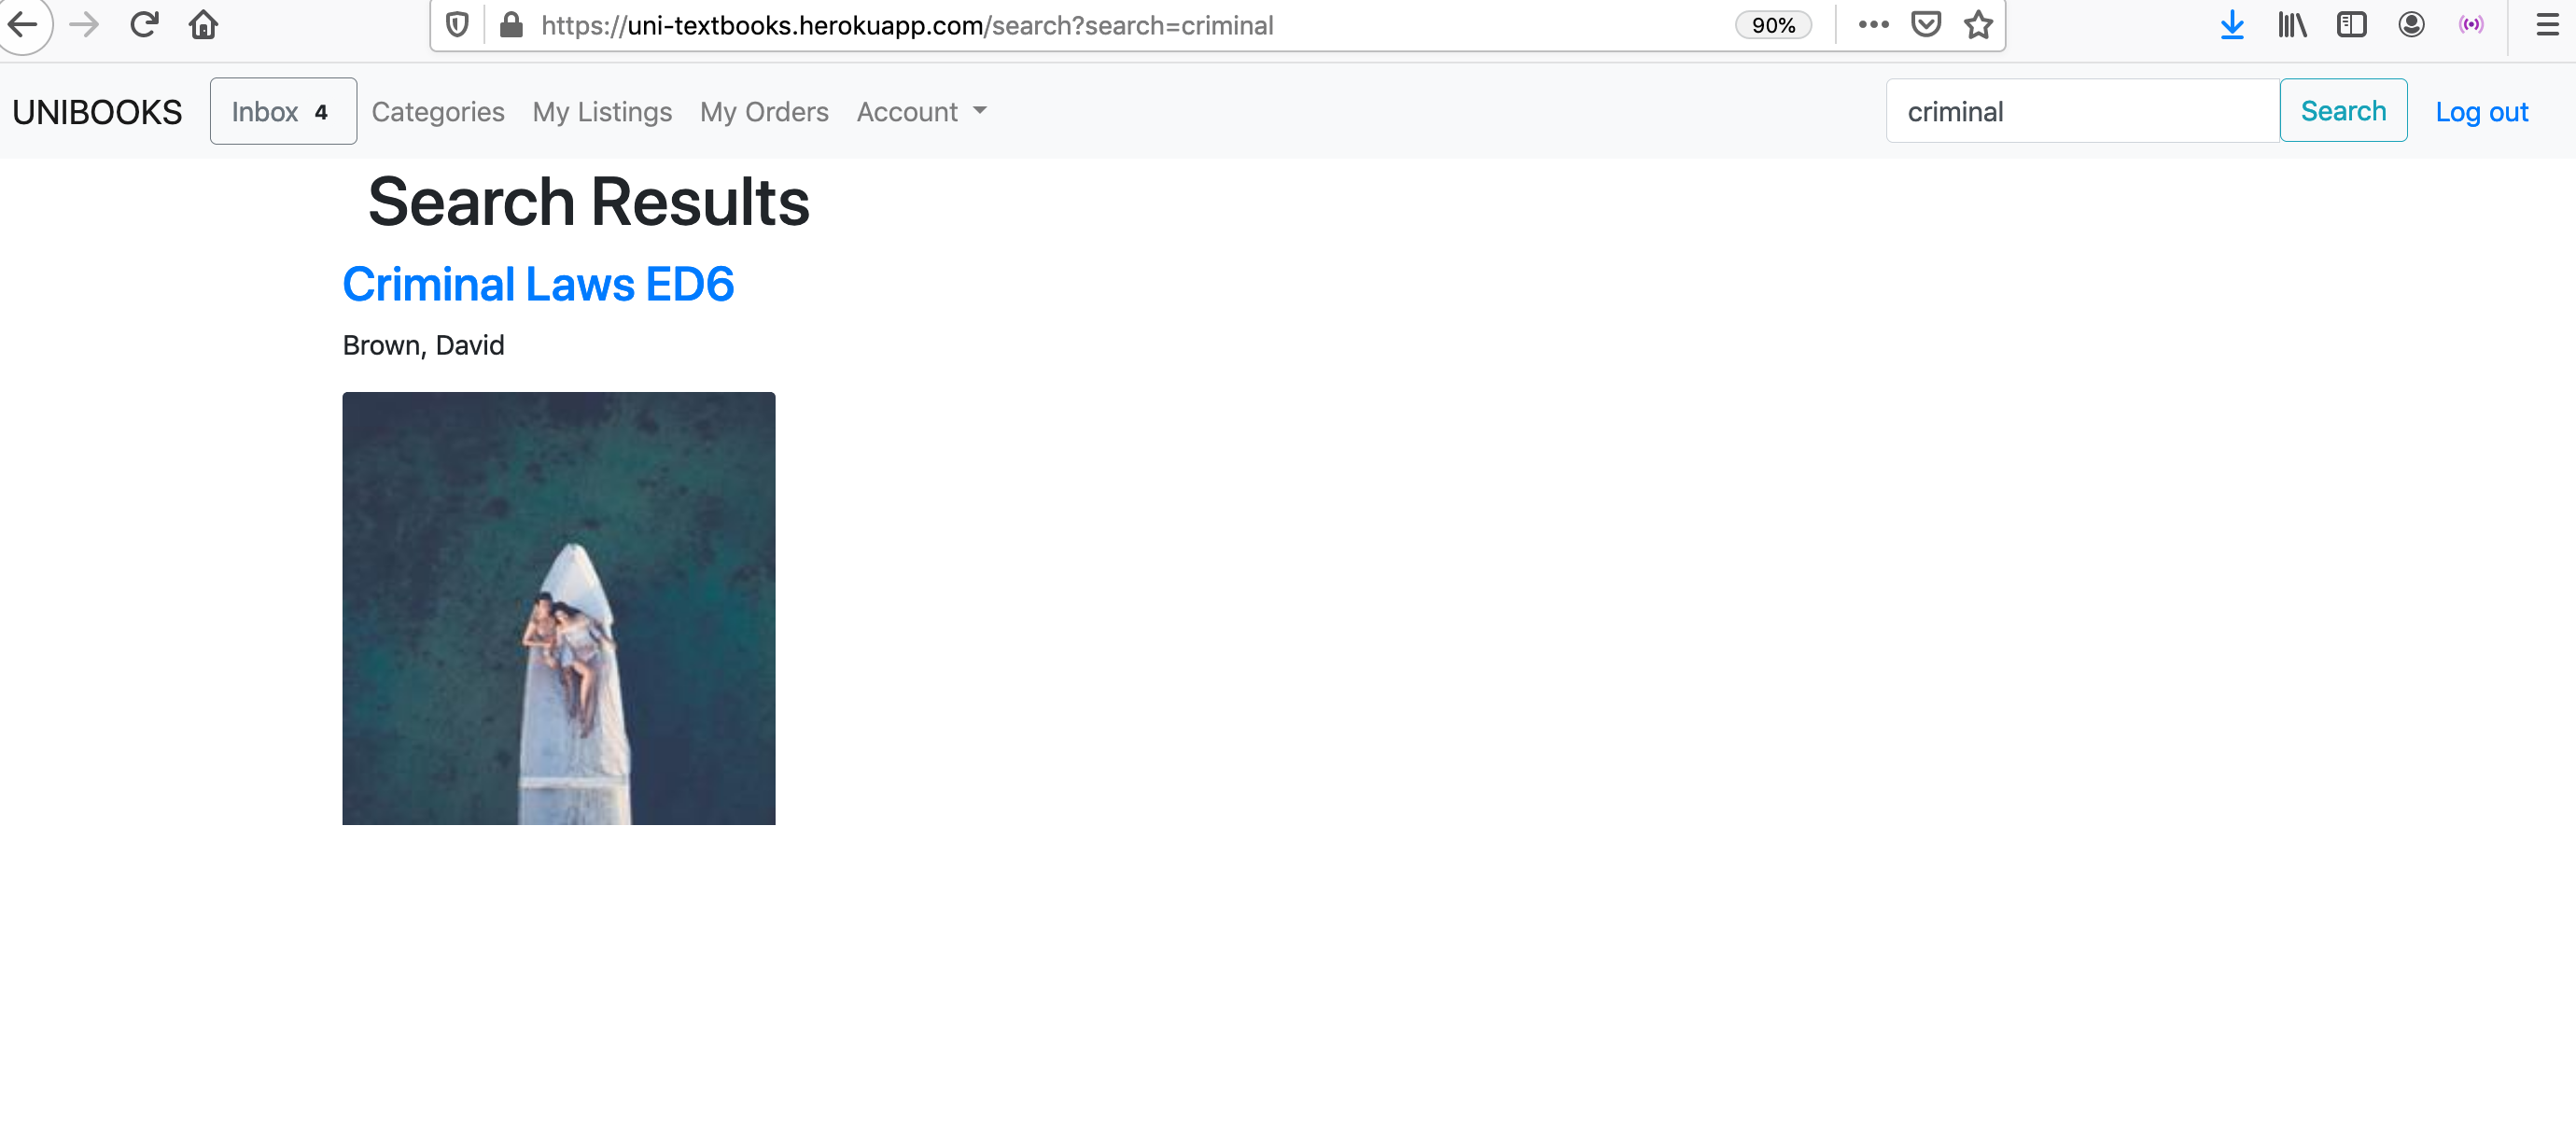 https://uni-textbooks.herokuapp.com/search?search=criminal 90%
UNIBOOKS Inbox 4 Categories My Listings My Orders Account criminal Search Log out
Search Results
Criminal Laws ED6
Brown, David